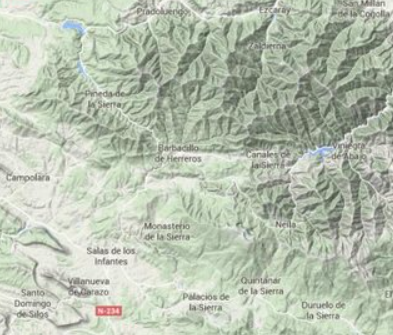 Pradoluengo
Ezcaray
San Millán
de la Cogolla
Zaldierna
Pineda de
la Sierra
Barbadillo
de Herreros
Canales de
la Sierra
Viniegra
de Abajo
Campolara
Monasterio
de la Sierra
Neila
Salas de los
Infantes
Villanueva
de Carazo
Quintanar
de la Sierra
Santo
Domingo
de Silos
N-234
Palacios de
la Sierra
Duruelo de
la Sierra